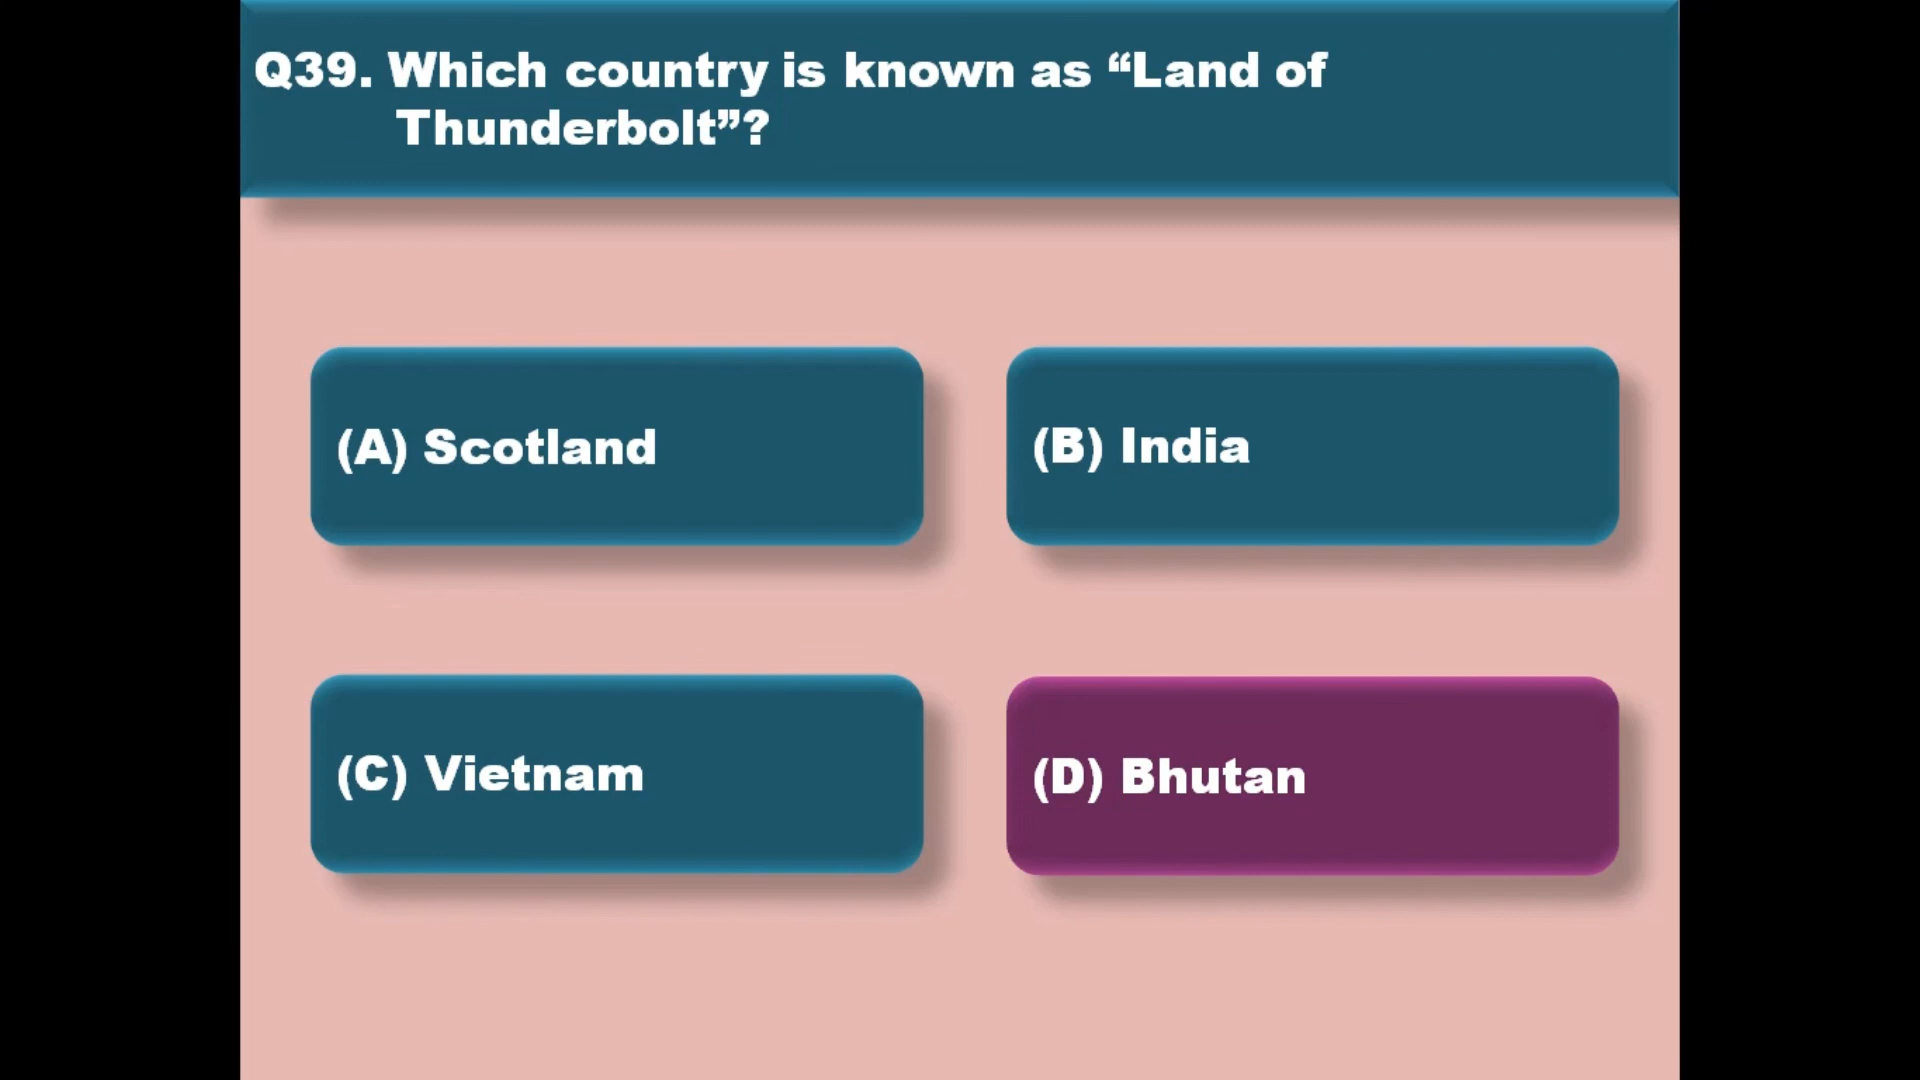 Q39. Which country is known as “Land of
Thunderbolt”?
(A) Scotland
(B) India
(C) Vietnam
(D) Bhutan